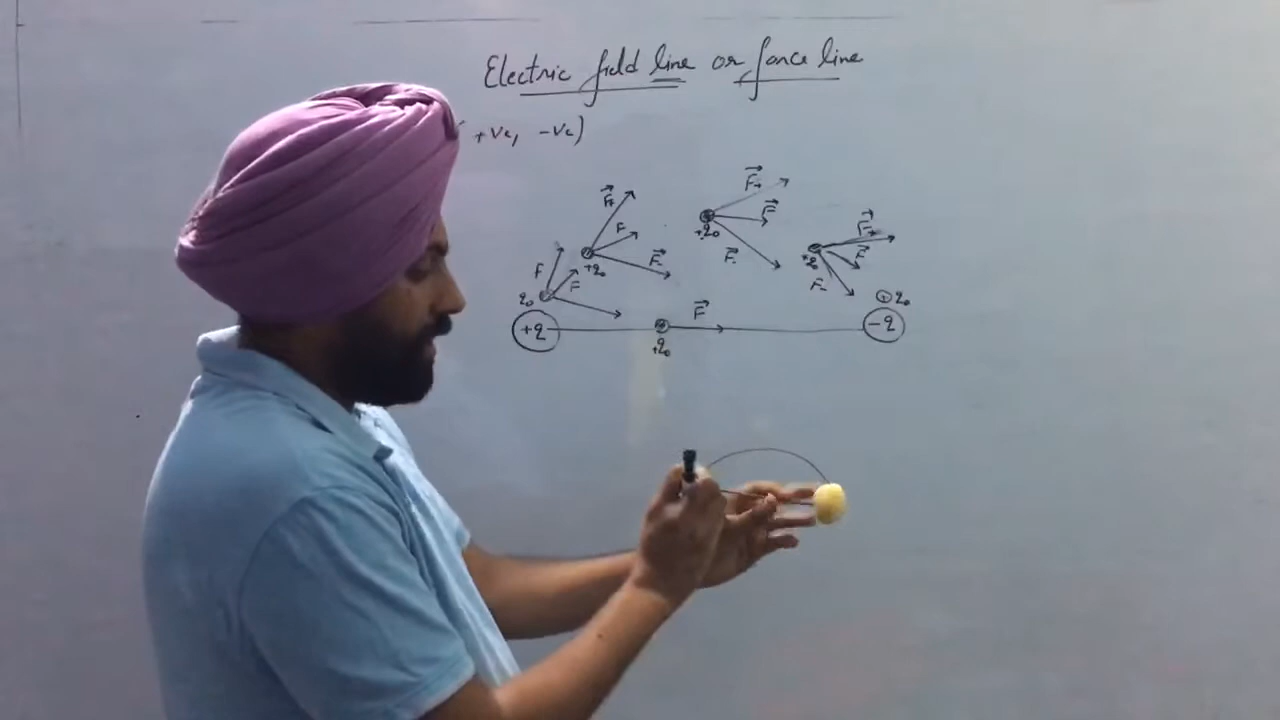 Electric field line or force line
+ve, -ve)
F₊ F₊
F F
+q₀ F₊
F F₋ +q₀ F₋ F
F +q₀
q₀ F₋ +q₀
+q F -q
+q₀